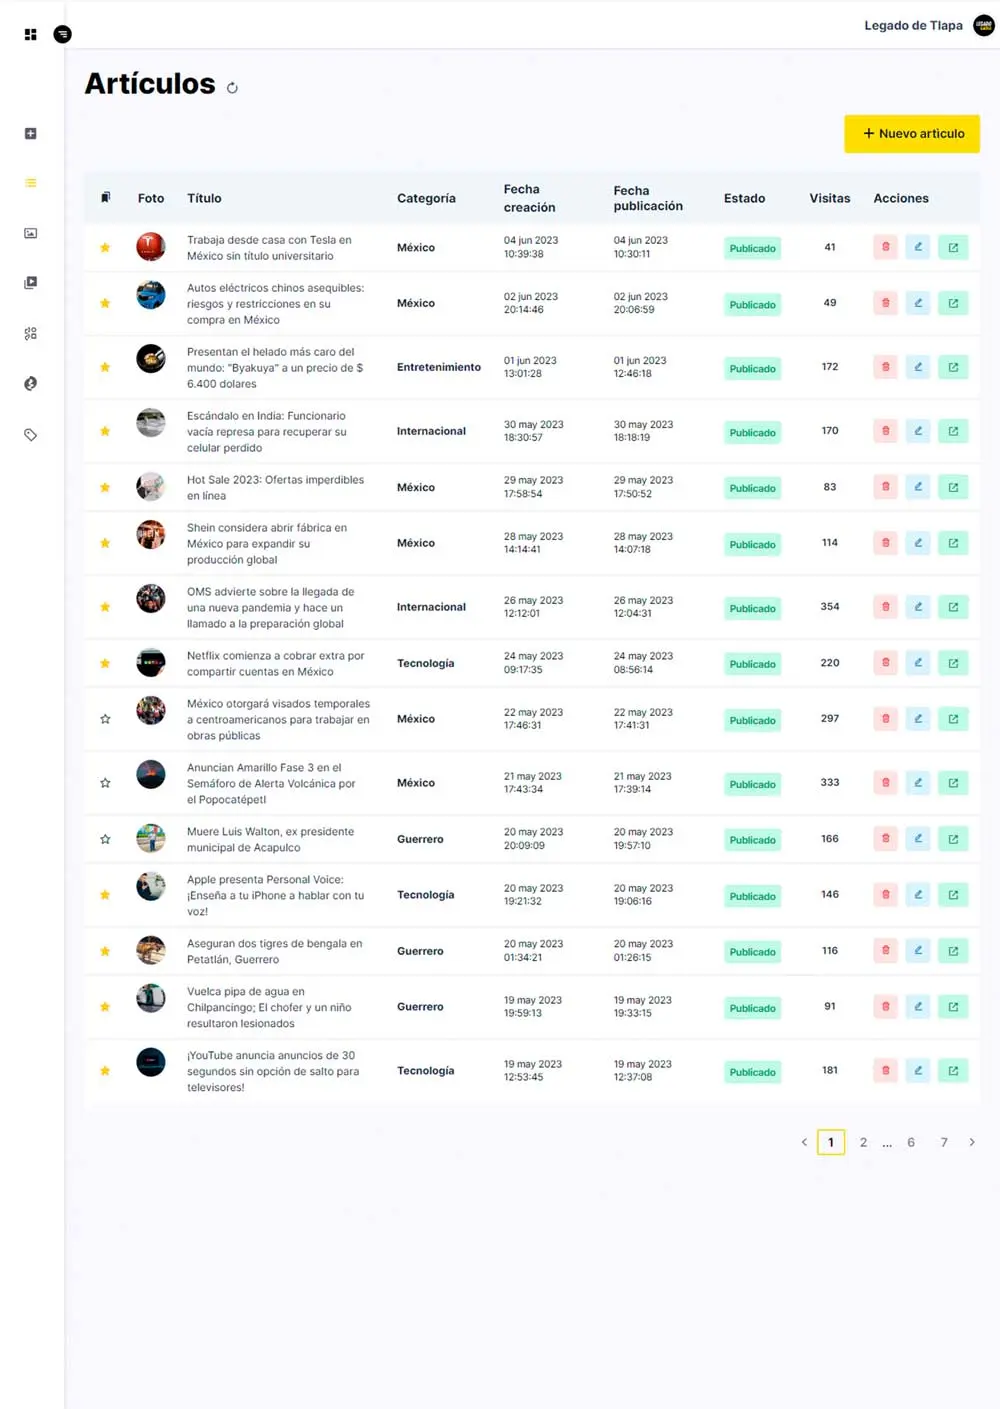 Legado de Tlapa
Artículos
+ Nuevo artìculo
Foto Título Categoría Fecha creación Fecha publicación Estado Visitas Acciones
Trabaja desde casa con Tesla en
México sin título universitario
México
04 jun 2023
10:39:38
04 jun 2023
10:30:11
Publicado
41
Autos eléctricos chinos asequibles:
riesgos y restricciones en su
compra en México
México
02 jun 2023
20:14:46
02 jun 2023
20:06:59
Publicado
49
Presentan el helado más caro del
mundo: "Byakuya" a un precio de $
6.400 dolares
Entretenimiento
01 jun 2023
13:01:28
01 jun 2023
12:46:18
Publicado
172
Escándalo en India: Funcionario
vacía represa para recuperar su
celular perdido
Internacional
30 may 2023
18:30:57
30 may 2023
18:18:19
Publicado
170
Hot Sale 2023: Ofertas imperdibles
en línea
México
29 may 2023
17:58:54
29 may 2023
17:50:52
Publicado
83
Shein considera abrir fábrica en
México para expandir su
producción global
México
28 may 2023
14:14:41
28 may 2023
14:07:18
Publicado
114
OMS advierte sobre la llegada de
una nueva pandemia y hace un
llamado a la preparación global
Internacional
26 may 2023
12:12:01
26 may 2023
12:04:31
Publicado
354
Netflix comienza a cobrar extra por
compartir cuentas en México
Tecnología
24 may 2023
09:17:35
24 may 2023
08:56:14
Publicado
220
México otorgará visados temporales
a centroamericanos para trabajar en
obras públicas
México
22 may 2023
17:46:31
22 may 2023
17:41:31
Publicado
297
Anuncian Amarillo Fase 3 en el
Semáforo de Alerta Volcánica por
el Popocatépetl
México
21 may 2023
17:43:34
21 may 2023
17:39:14
Publicado
333
Muere Luis Walton, ex presidente
municipal de Acapulco
Guerrero
20 may 2023
20:09:09
20 may 2023
19:57:10
Publicado
166
Apple presenta Personal Voice:
¡Enseña a tu iPhone a hablar con tu
voz!
Tecnología
20 may 2023
19:21:32
20 may 2023
19:06:16
Publicado
146
Aseguran dos tigres de bengala en
Petatlán, Guerrero
Guerrero
20 may 2023
01:34:21
20 may 2023
01:26:15
Publicado
116
Vuelca pipa de agua en
Chilpancingo; El chofer y un niño
resultaron lesionados
Guerrero
19 may 2023
19:59:13
19 may 2023
19:33:15
Publicado
91
¡YouTube anuncia anuncios de 30
segundos sin opción de salto para
televisores!
Tecnología
19 may 2023
12:53:45
19 may 2023
12:37:08
Publicado
181
1 2 ... 6 7